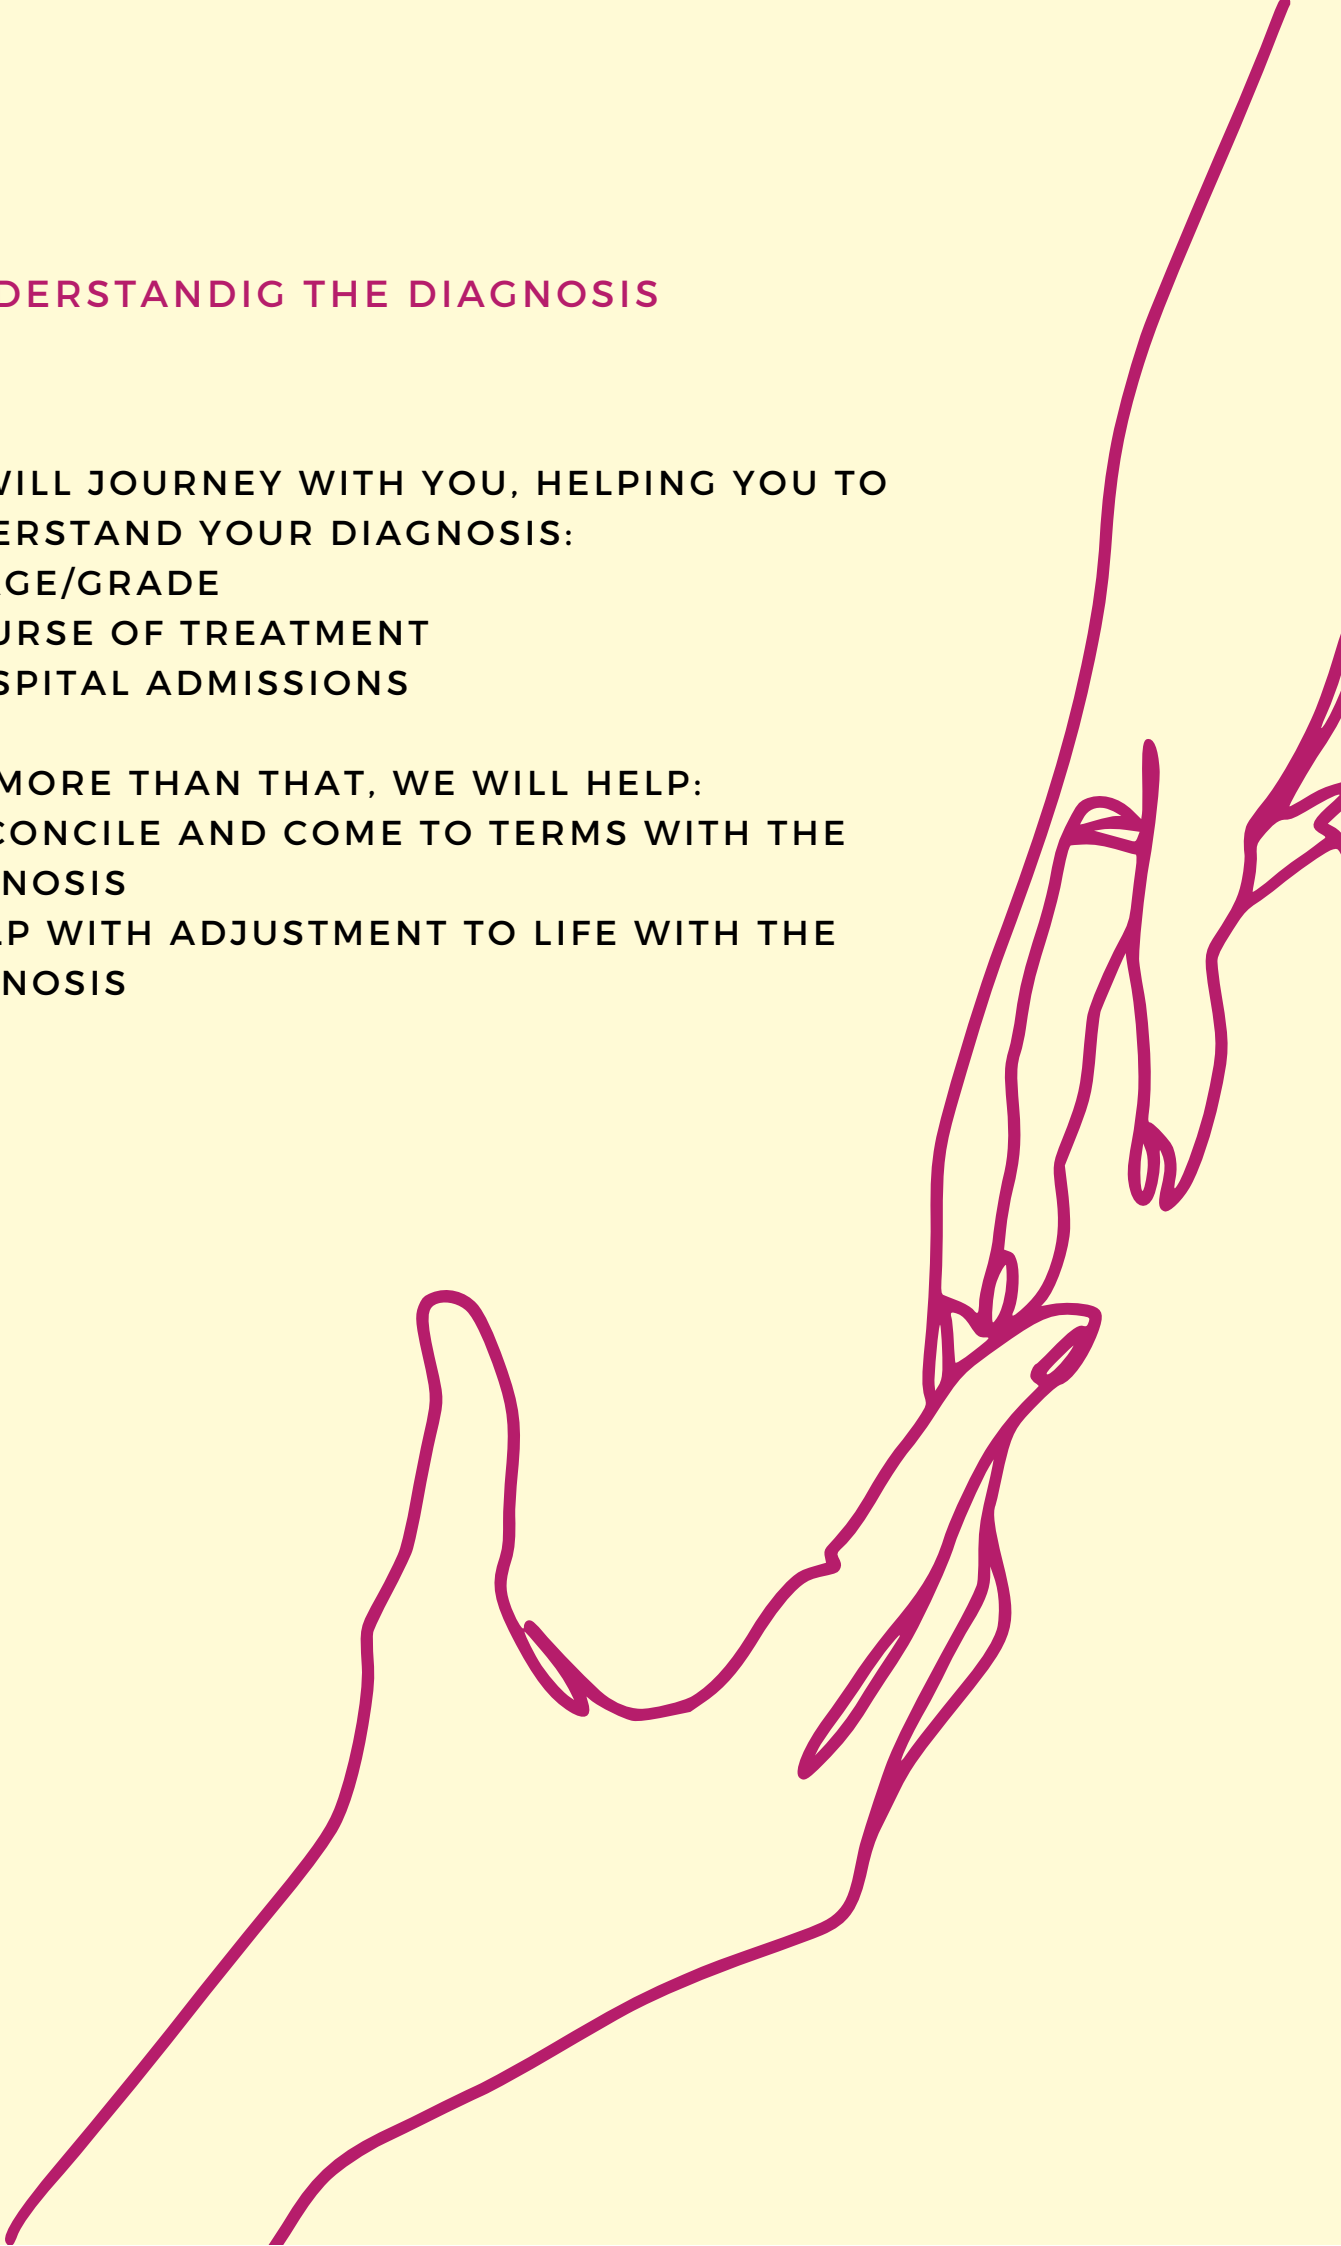 DERSTANDIG THE DIAGNOSIS
WILL JOURNEY WITH YOU, HELPING YOU TO
ERSTAND YOUR DIAGNOSIS:
GE/GRADE
URSE OF TREATMENT
SPITAL ADMISSIONS
MORE THAN THAT, WE WILL HELP:
CONCILE AND COME TO TERMS WITH THE
NOSIS
LP WITH ADJUSTMENT TO LIFE WITH THE
NOSIS